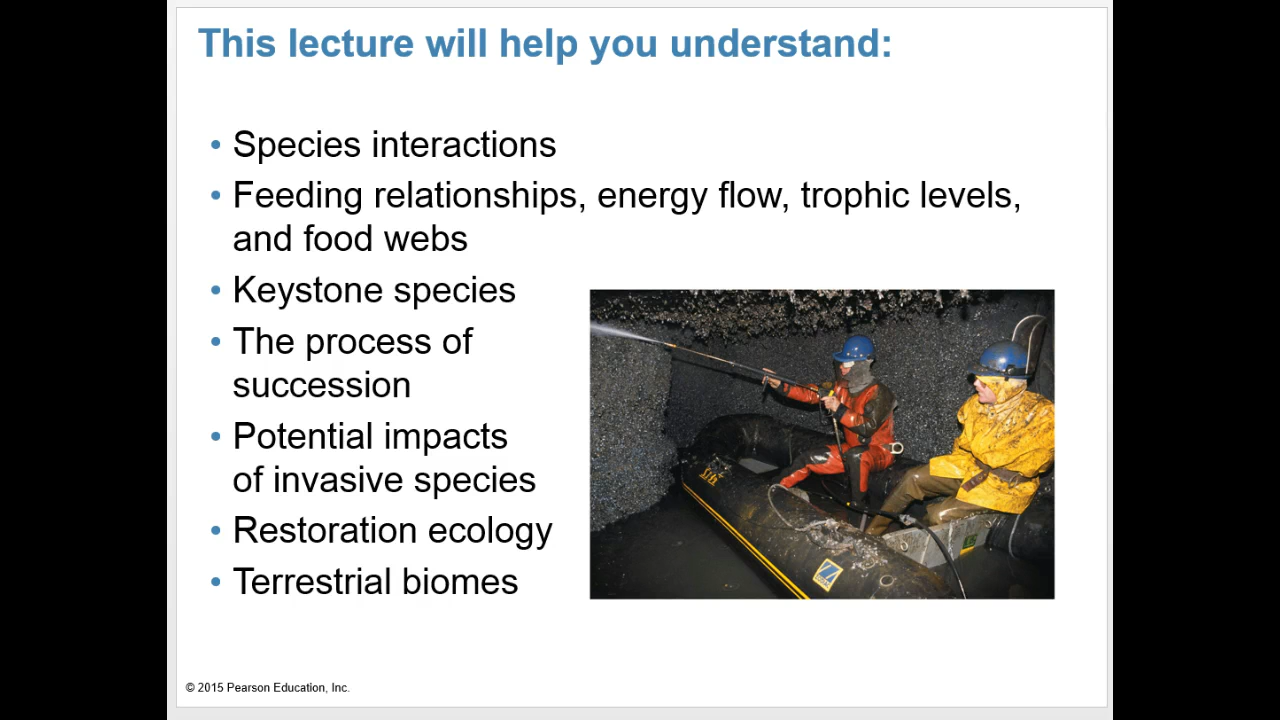 This lecture will help you understand:
• Species interactions
• Feeding relationships, energy flow, trophic levels,
and food webs
• Keystone species
• The process of
succession
• Potential impacts
of invasive species
• Restoration ecology
• Terrestrial biomes
© 2015 Pearson Education, Inc.